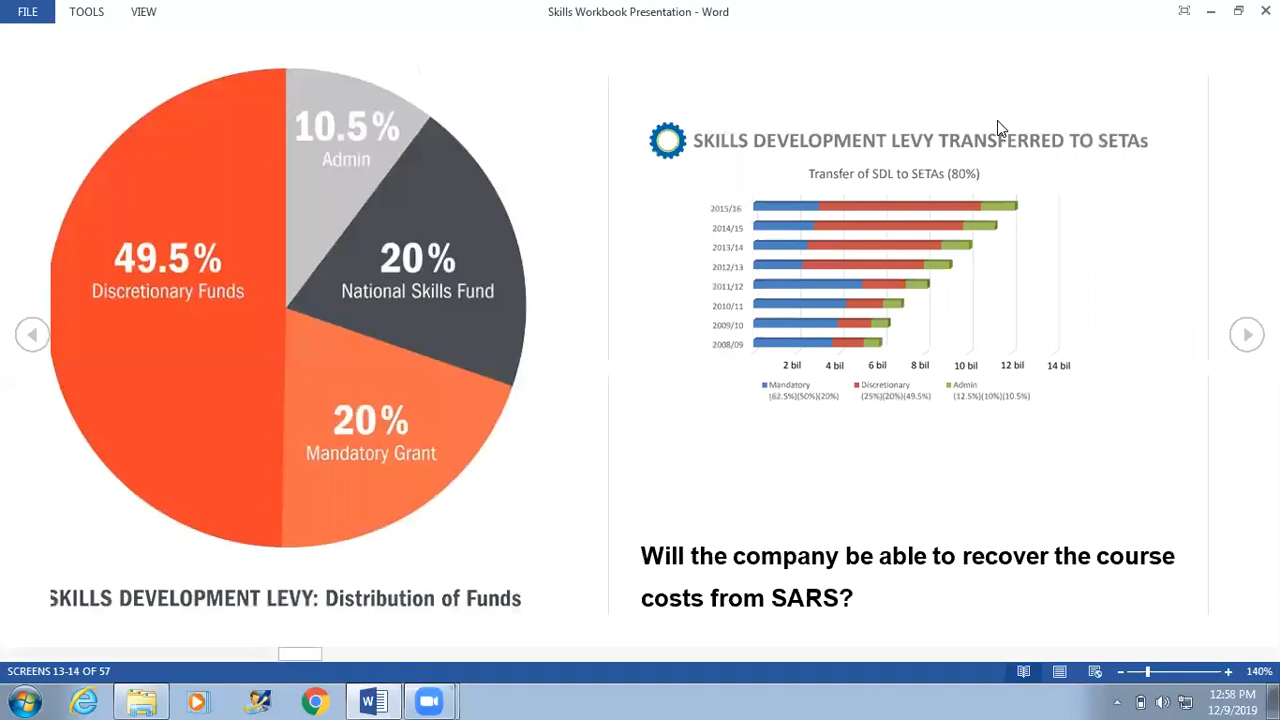 FILE TOOLS VIEW Skills Workbook Presentation - Word
10.5%
Admin
49.5%
Discretionary Funds
20%
National Skills Fund
20%
Mandatory Grant
SKILLS DEVELOPMENT LEVY: Distribution of Funds
SKILLS DEVELOPMENT LEVY TRANSFERRED TO SETAs
Transfer of SDL to SETAs (80%)
2015/16
2014/15
2013/14
2012/13
2011/12
2010/11
2009/10
2008/09
2 bil 4 bil 6 bil 8 bil 10 bil 12 bil 14 bil
Mandatory Discretionary Admin
(62.5%)(50%)(20%) (25%)(20%)(49.5%) (12.5%)(10%)(10.5%)
Will the company be able to recover the course
costs from SARS?
SCREENS 13-14 OF 57 140%
12:58 PM
12/9/2019